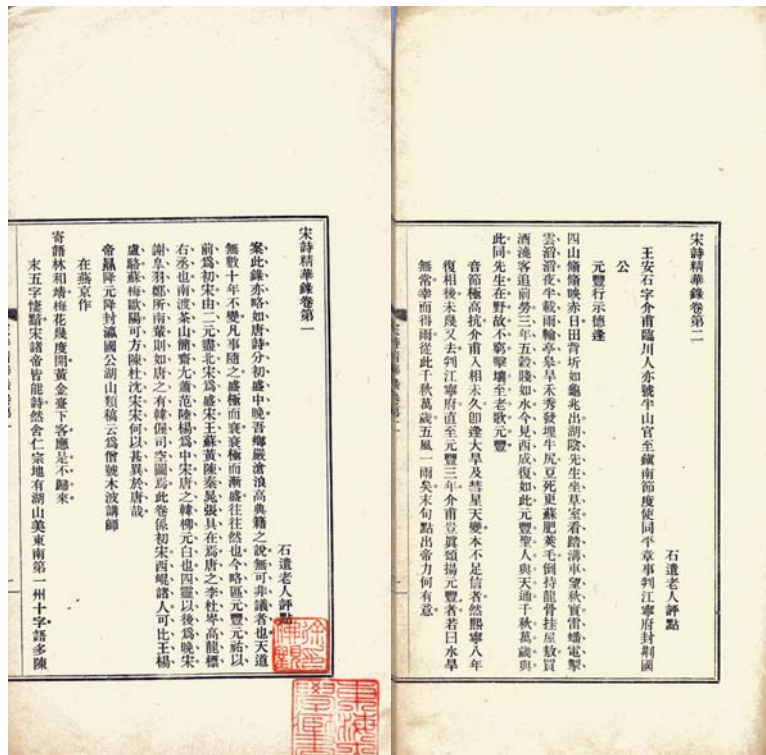 宋詩精華錄卷第一
石遺老人評點
案此錄亦略如唐詩分初盛中晚吾鄉嚴滄浪高典籍之說無可非議者也天道
無數十年不變凡事隨之盛極而衰衰極而漸盛往往然也今略區元豐元祐以
前爲初宋由二元盡北宋爲盛宋王蘇黃陳秦晁張具在焉唐之李杜岑高龍標
右丞也南渡茶山簡齋尤蕭范陸楊爲中宋唐之韓柳元白也四靈以後爲晚宋
謝臯羽鄭所南輩則如唐之有韓偓司空圖焉此卷係初宋西崐諸人可比王楊
盧駱蘇梅歐陽可方陳杜沈宋宋何以甚異於唐哉
帝㬎降元降封瀛國公湖山類稿云爲僧號木波講師
在燕京作
寄語林和靖梅花幾度開黃金臺下客應是不歸來
末五字悽黯宋諸帝皆能詩然舍仁宗地有湖山美東南第一州十字語多陳
宋詩精華錄卷第二
石遺老人評點
王安石字介甫臨川人亦號半山官至鎮南節度使同平章事判江寧府封荆國
公
元豐行示德逢
四山翛翛映赤日田背坼如龜兆出湖陰先生坐草室看踏溝車望秋實雷蟠電掣
雲滔滔夜半載雨輸亭臯旱禾秀發埋牛尻豆死更蘇肥莢毛倒持龍骨挂屋敖買
酒澆客追前勞三年五穀賤如水今見西成復如此元豐聖人與天通千秋萬歲與
此同先生在野故不窮擊壤至老歌元豐
音節極高抗介甫入相未久卽逢大旱及彗星天變本不足信者然熙寧八年
復相後未幾又去判江寧府直至元豐三年介甫豈眞頌揚元豐者若曰水旱
無常幸而得雨從此千秋萬歲五風一雨矣末句點出帝力何有意